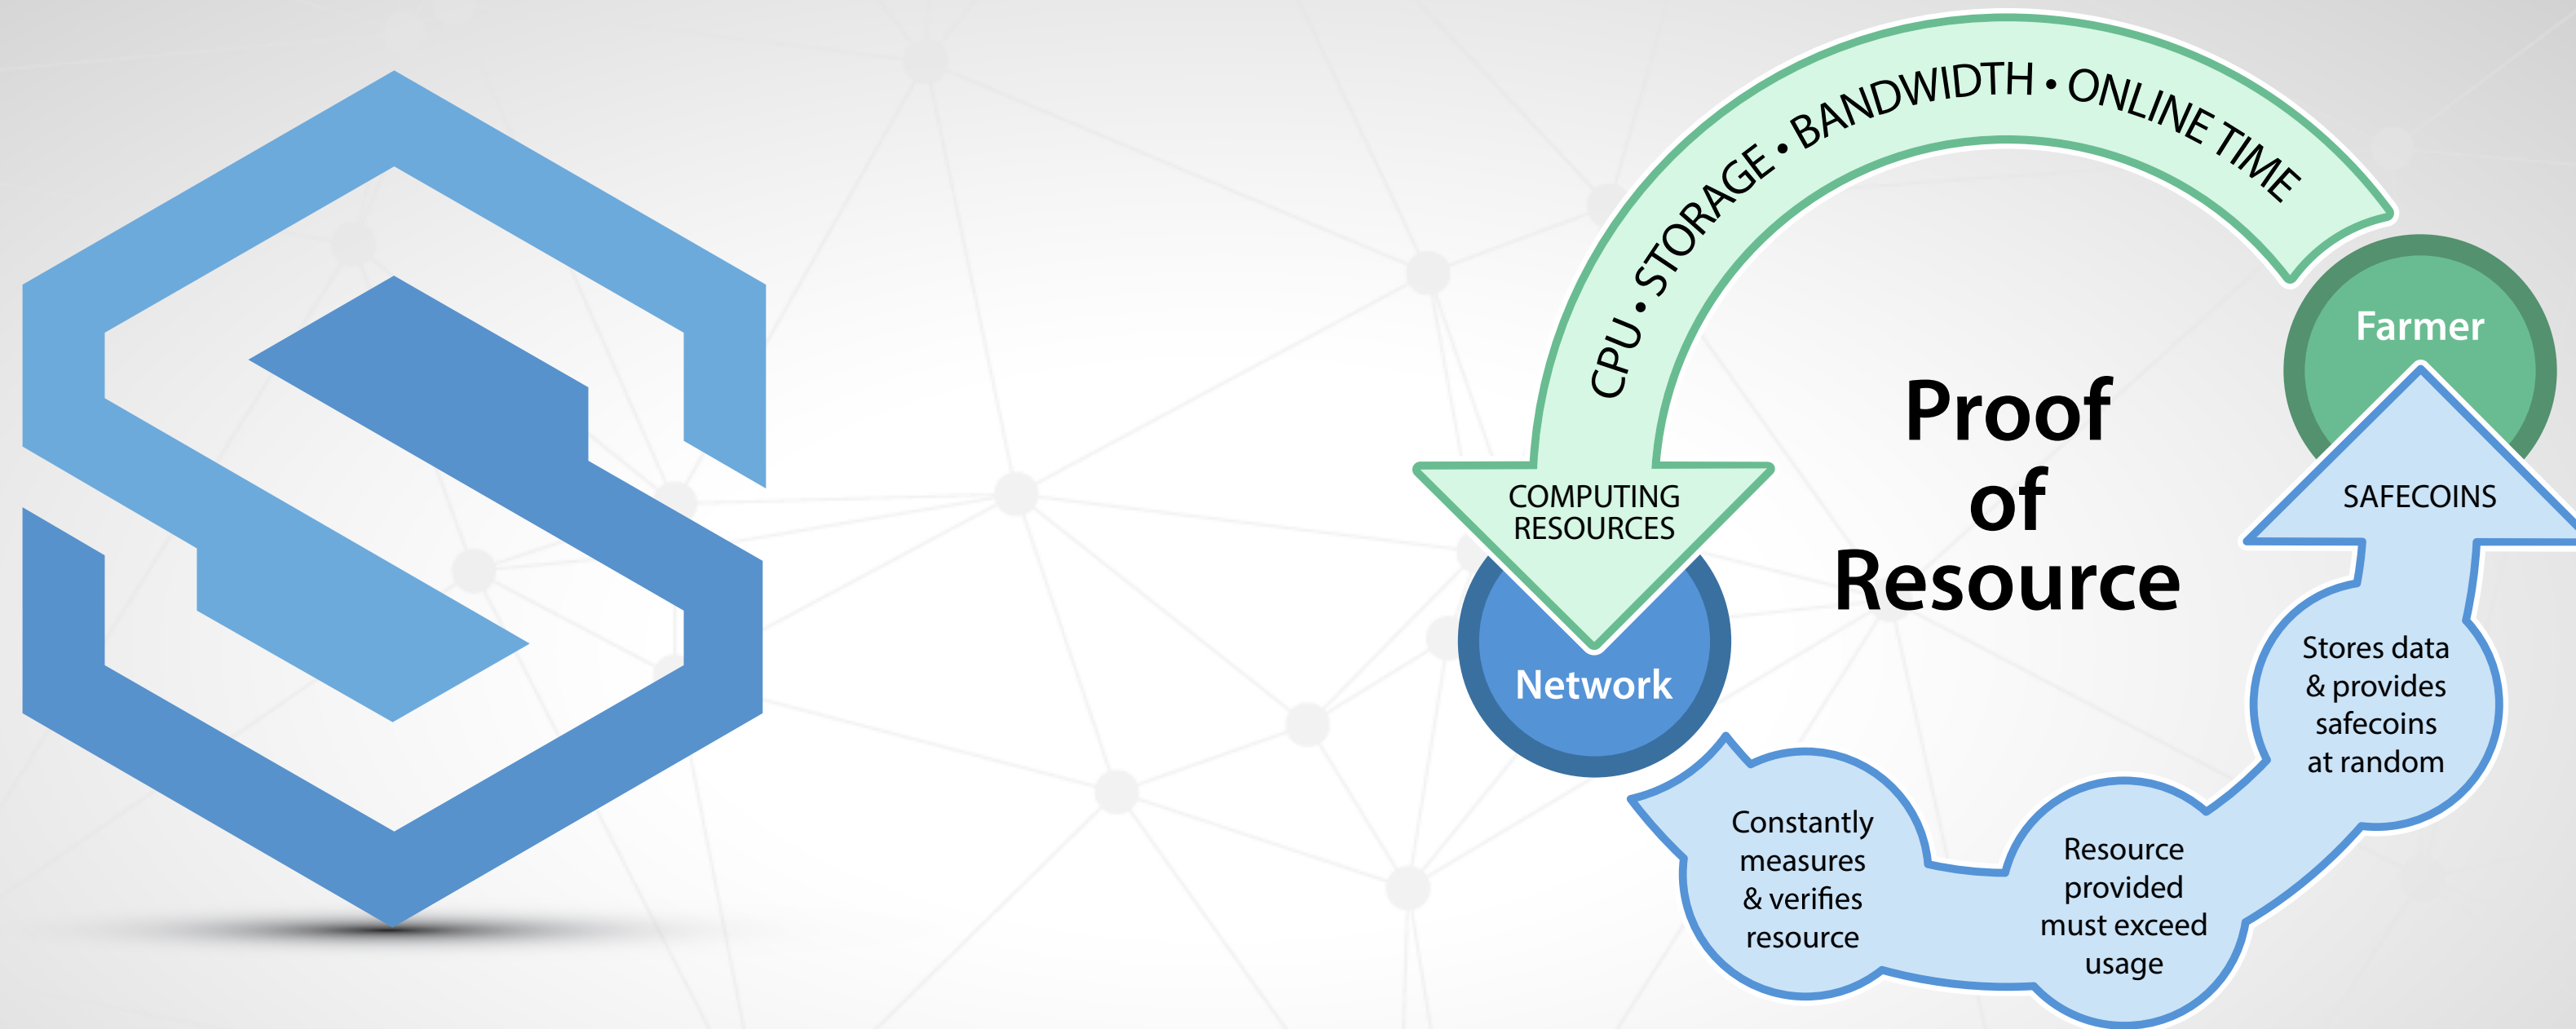 CPU • STORAGE • BANDWIDTH • ONLINE TIME
Farmer
Proof
of
Resource
COMPUTING
RESOURCES
SAFECOINS
Network
Stores data
& provides
safecoins
at random
Constantly
measures
& verifies
resource
Resource
provided
must exceed
usage